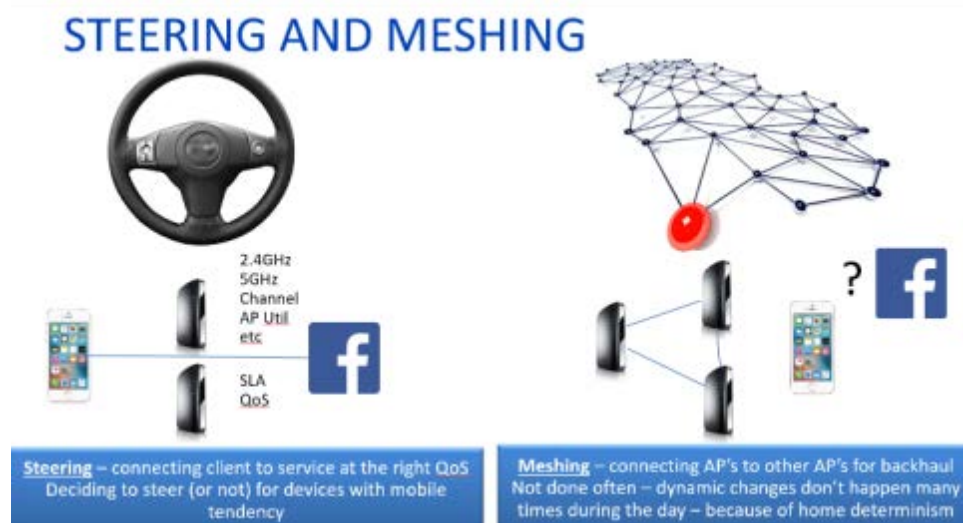 STEERING AND MESHING
2.4GHz
5GHz
Channel
AP Util
etc
f
SLA
QoS
?
f
Steering – connecting client to service at the right QoS
Deciding to steer (or not) for devices with mobile
tendency
Meshing – connecting AP's to other AP's for backhaul
Not done often – dynamic changes don't happen many
times during the day – because of home determinism